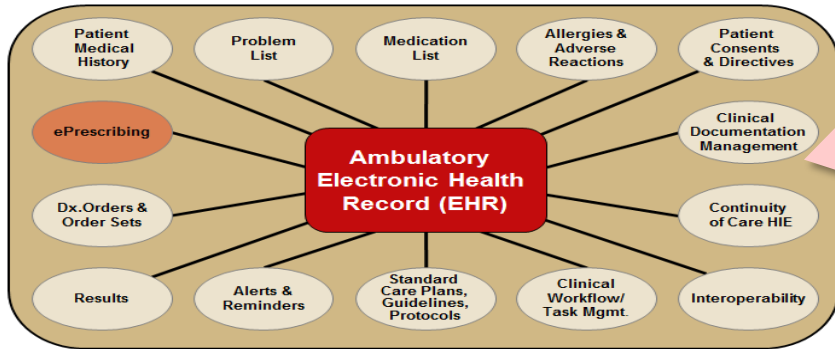 Patient
Medical
History
Problem
List
Medication
List
Allergies &
Adverse
Reactions
Patient
Consents
& Directives
ePrescribing
Clinical
Documentation
Management
Ambulatory
Electronic Health
Record (EHR)
Dx.Orders &
Order Sets
Continuity
of Care HIE
Results
Alerts &
Reminders
Standard
Care Plans,
Guidelines,
Protocols
Clinical
Workflow/
Task Mgmt.
Interoperability